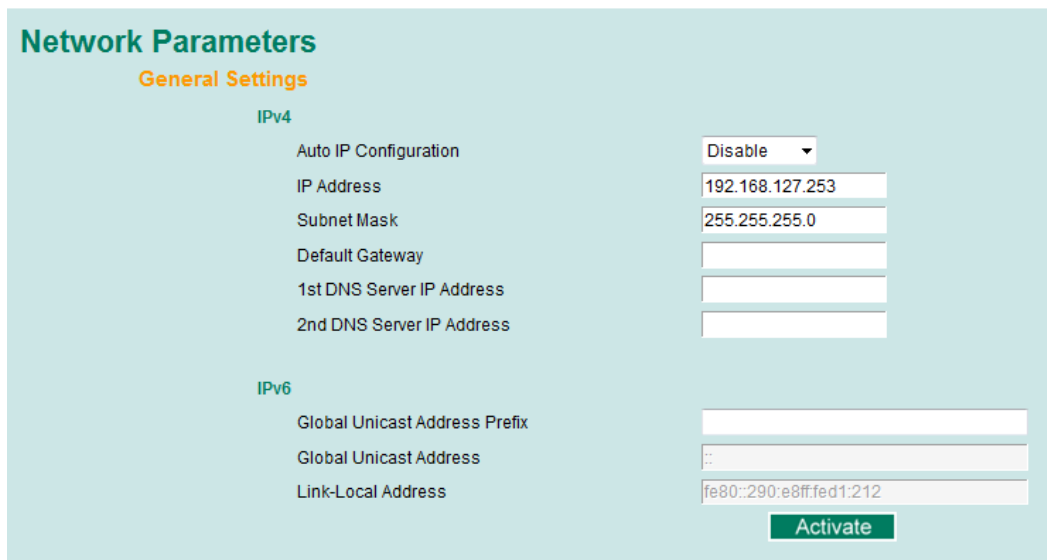 Network Parameters
General Settings
IPv4
Auto IP Configuration Disable
IP Address 192.168.127.253
Subnet Mask 255.255.255.0
Default Gateway
1st DNS Server IP Address
2nd DNS Server IP Address
IPv6
Global Unicast Address Prefix
Global Unicast Address ::
Link-Local Address fe80::290:e8ff:fed1:212
Activate